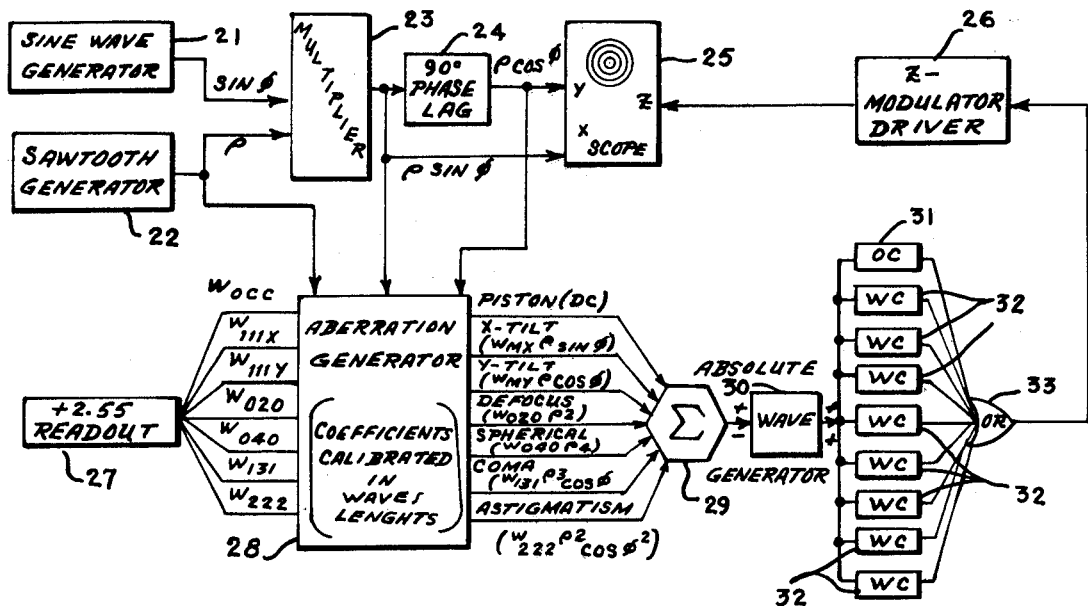 SINE WAVE
GENERATOR
21
SIN φ
SAWTOOTH
GENERATOR
22
ρ
MULTIPLIER
23
24
90°
PHASE
LAG
ρ COS φ
ρ SIN φ
Y
Z
X
SCOPE
25
26
Z-
MODULATOR
DRIVER
+2.55
READOUT
27
WOCC
W111X
W111Y
W020
W040
W131
W222
ABERRATION
GENERATOR
(COEFFICIENTS
CALIBRATED
IN
WAVES
LENGHTS)
28
PISTON (DC)
X-TILT
(WMX ρ SIN φ)
Y-TILT
(WMY ρ COS φ)
DEFOCUS
(W020 ρ2)
SPHERICAL
(W040 ρ4)
COMA
(W131 ρ3 COS φ
ASTIGMATISM
(W222 ρ2 COS φ2)
Σ
29
ABSOLUTE
30
+
-
WAVE
+
+
GENERATOR
31
OC
WC
WC
WC
WC
WC
WC
WC
WC
32
32
32
32
32
OR
33